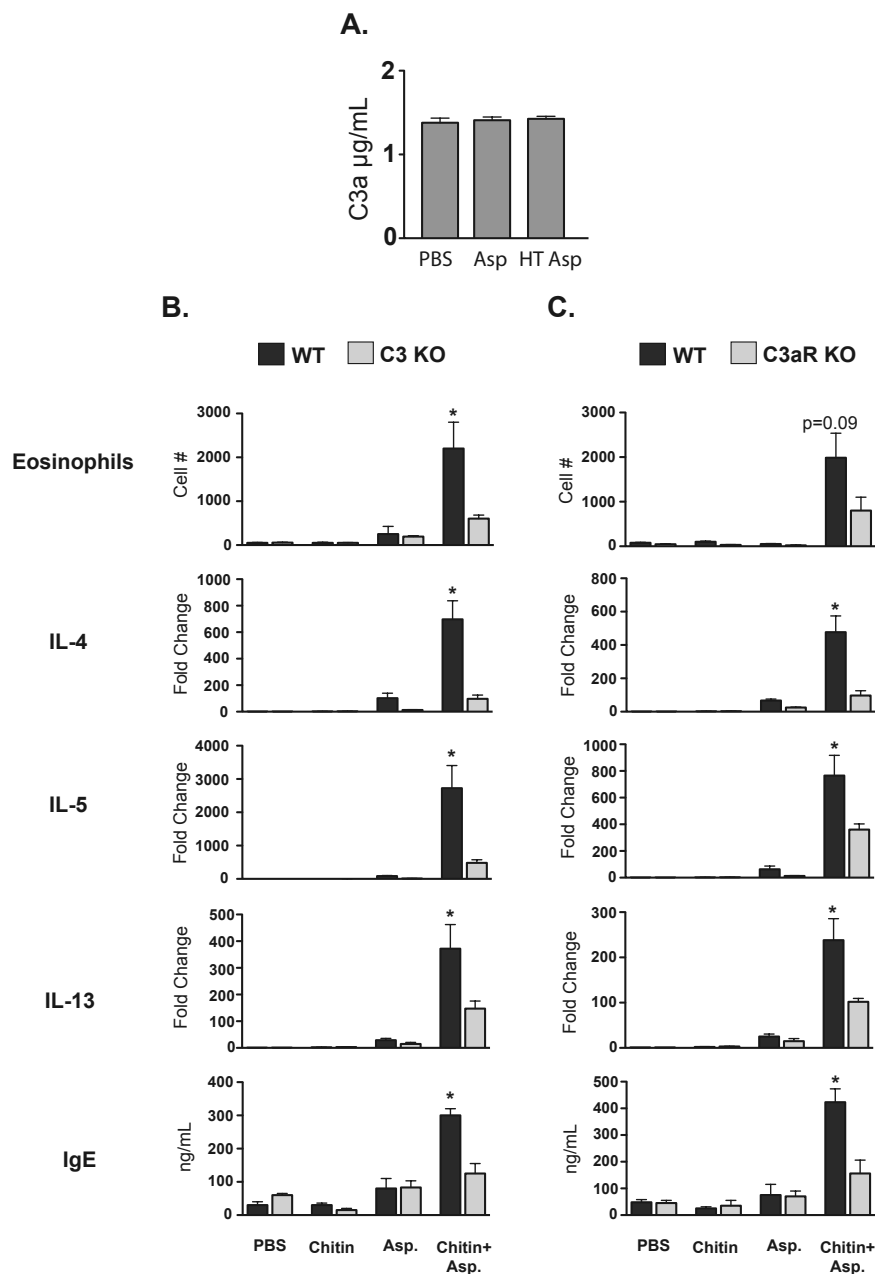 A.
C3a µg/mL
2
1
0
PBS Asp HT Asp
B.
WT C3 KO
C.
WT C3aR KO
Eosinophils
Cell #
3000
2000
1000
0
*
Cell #
3000
2000
1000
0
p=0.09
IL-4
Fold Change
1000
800
600
400
200
0
*
Fold Change
800
600
400
200
0
*
IL-5
Fold Change
4000
3000
2000
1000
0
*
Fold Change
1000
800
600
400
200
0
*
IL-13
Fold Change
500
400
300
200
100
0
*
Fold Change
300
200
100
0
*
IgE
ng/mL
400
300
200
100
0
*
ng/mL
500
400
300
200
100
0
*
PBS Chitin Asp. Chitin+
Asp.
PBS Chitin Asp. Chitin+
Asp.